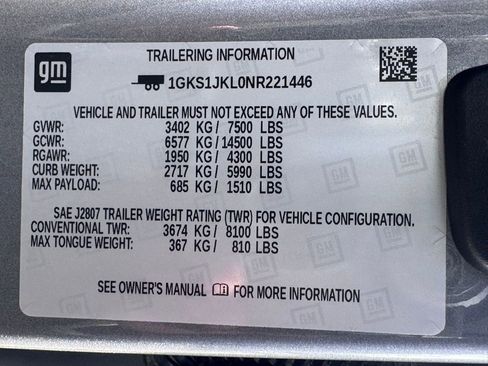 gm
TRAILERING INFORMATION
1GKS1JKL0NR221446
VEHICLE AND TRAILER MUST NOT EXCEED ANY OF THESE VALUES.
GVWR: 3402 KG / 7500 LBS
GCWR: 6577 KG / 14500 LBS
RGAWR: 1950 KG / 4300 LBS
CURB WEIGHT: 2717 KG / 5990 LBS
MAX PAYLOAD: 685 KG / 1510 LBS
SAE J2807 TRAILER WEIGHT RATING (TWR) FOR VEHICLE CONFIGURATION.
CONVENTIONAL TWR: 3674 KG / 8100 LBS
MAX TONGUE WEIGHT: 367 KG / 810 LBS
SEE OWNER'S MANUAL FOR MORE INFORMATION